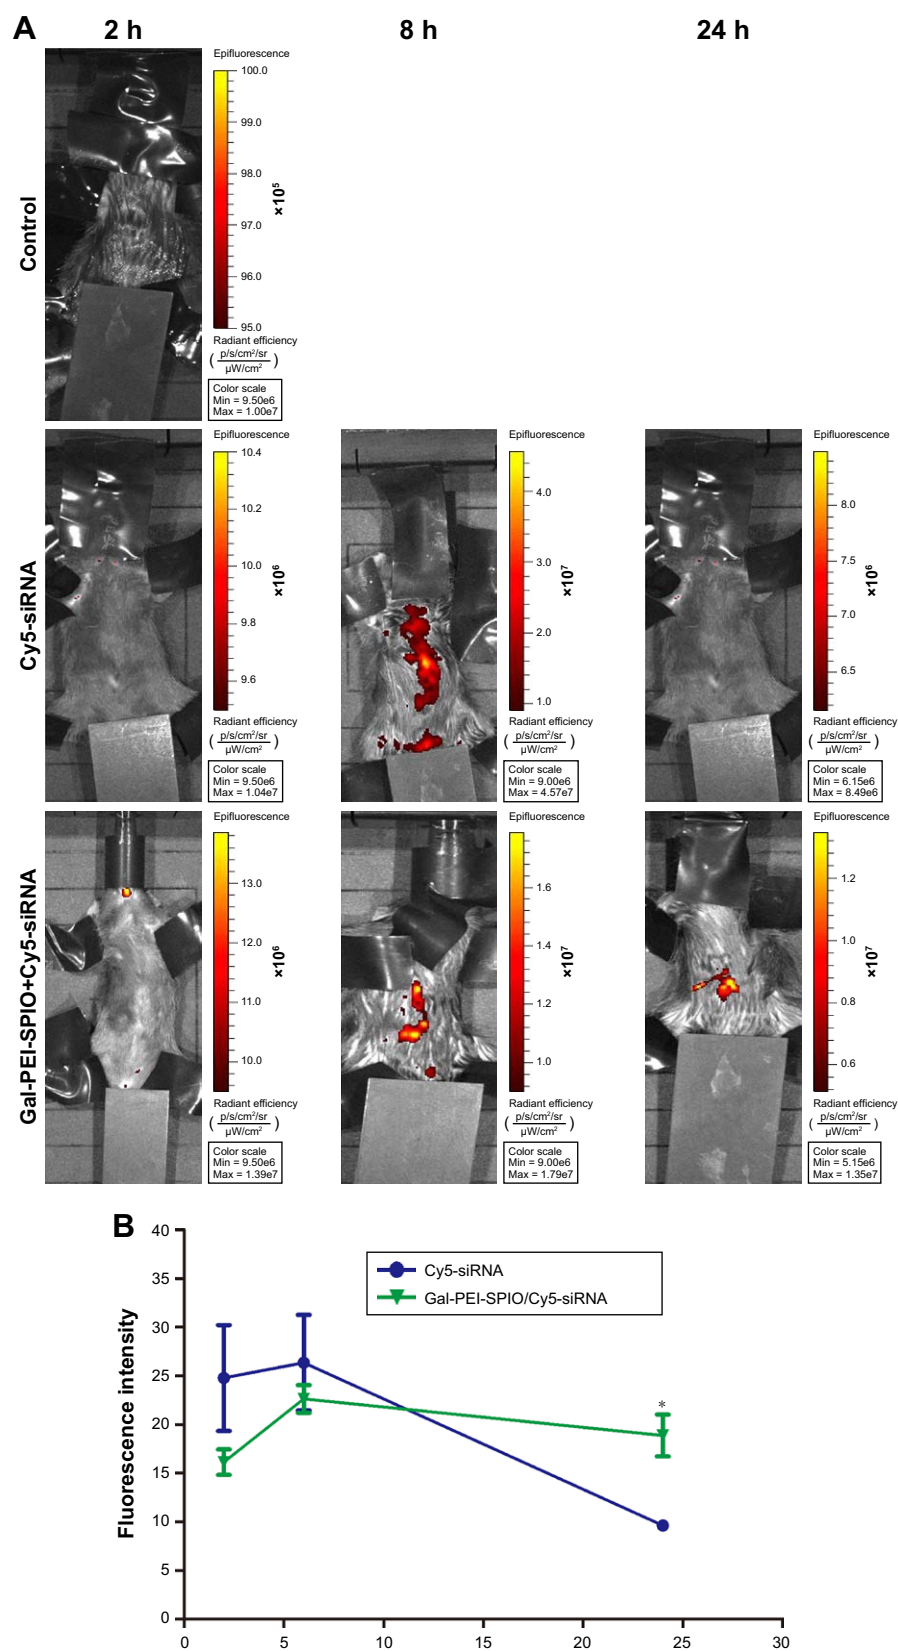 A
2 h
8 h
24 h
Control
Epifluorescence
100.0
99.0
98.0
97.0
96.0
95.0
×10⁵
Radiant efficiency
( p/s/cm²/sr )
µW/cm²
Color scale
Min = 9.50e6
Max = 1.00e7
Cy5-siRNA
Epifluorescence
10.4
10.2
10.0
9.8
9.6
×10⁶
Radiant efficiency
( p/s/cm²/sr )
µW/cm²
Color scale
Min = 9.50e6
Max = 1.04e7
Epifluorescence
4.0
3.0
2.0
1.0
×10⁷
Radiant efficiency
( p/s/cm²/sr )
µW/cm²
Color scale
Min = 9.00e6
Max = 4.57e7
Epifluorescence
8.0
7.5
7.0
6.5
×10⁶
Radiant efficiency
( p/s/cm²/sr )
µW/cm²
Color scale
Min = 6.15e6
Max = 8.49e6
Gal-PEI-SPIO+Cy5-siRNA
Epifluorescence
13.0
12.0
11.0
10.0
×10⁶
Radiant efficiency
( p/s/cm²/sr )
µW/cm²
Color scale
Min = 9.50e6
Max = 1.39e7
Epifluorescence
1.6
1.4
1.2
1.0
×10⁷
Radiant efficiency
( p/s/cm²/sr )
µW/cm²
Color scale
Min = 9.00e6
Max = 1.79e7
Epifluorescence
1.2
1.0
0.8
0.6
×10⁷
Radiant efficiency
( p/s/cm²/sr )
µW/cm²
Color scale
Min = 5.15e6
Max = 1.35e7
B
Fluorescence intensity
40
35
30
25
20
15
10
5
0
Cy5-siRNA
Gal-PEI-SPIO/Cy5-siRNA
*
0
5
10
15
20
25
30